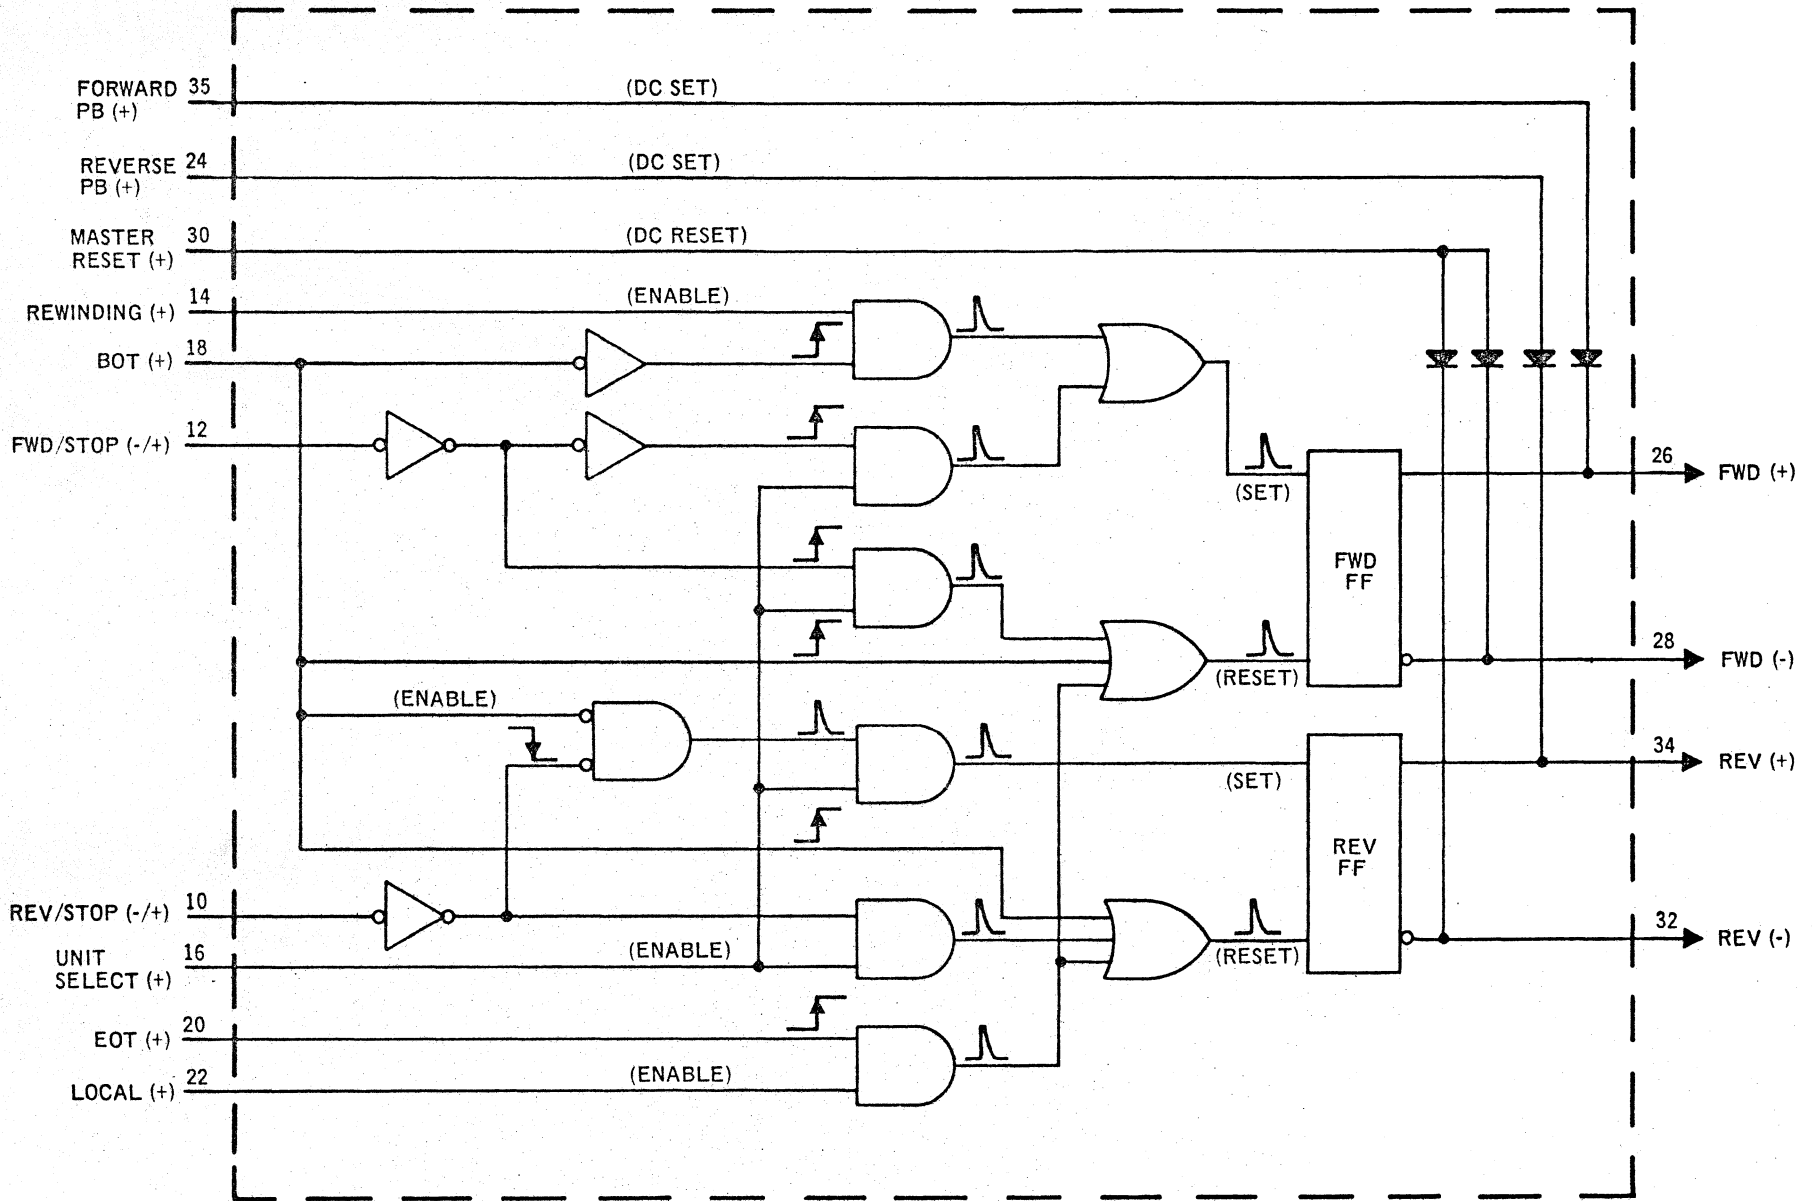 FORWARD 35
PB (+)
(DC SET)
REVERSE 24
PB (+)
(DC SET)
MASTER 30
RESET (+)
(DC RESET)
REWINDING (+) 14
(ENABLE)
BOT (+) 18
FWD/STOP (-/+) 12
(SET)
26 FWD (+)
FWD
FF
28 FWD (-)
(RESET)
(ENABLE)
34 REV (+)
(SET)
REV
FF
REV/STOP (-/+) 10
32 REV (-)
(RESET)
UNIT 16
SELECT (+)
(ENABLE)
EOT (+) 20
LOCAL (+) 22
(ENABLE)